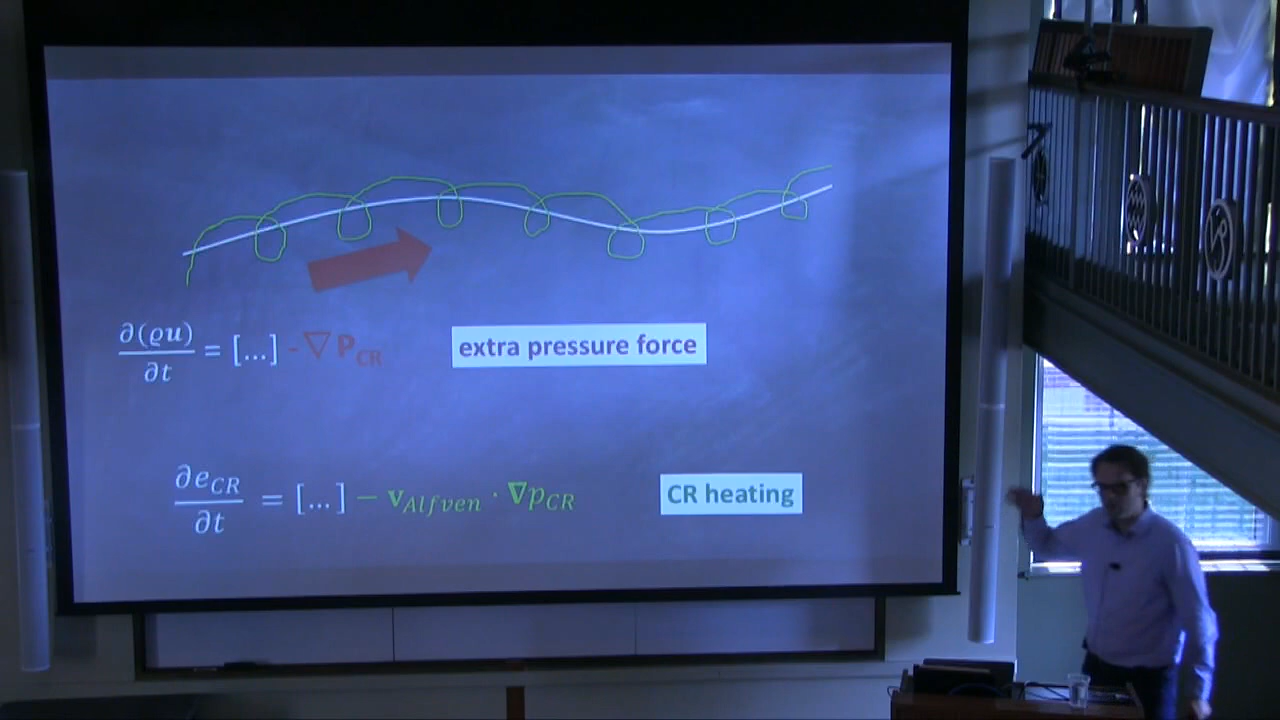 ∂(ϱu)/∂t = [...] - ∇ P_CR
extra pressure force
∂e_CR/∂t = [...] − v_Alfven · ∇p_CR
CR heating